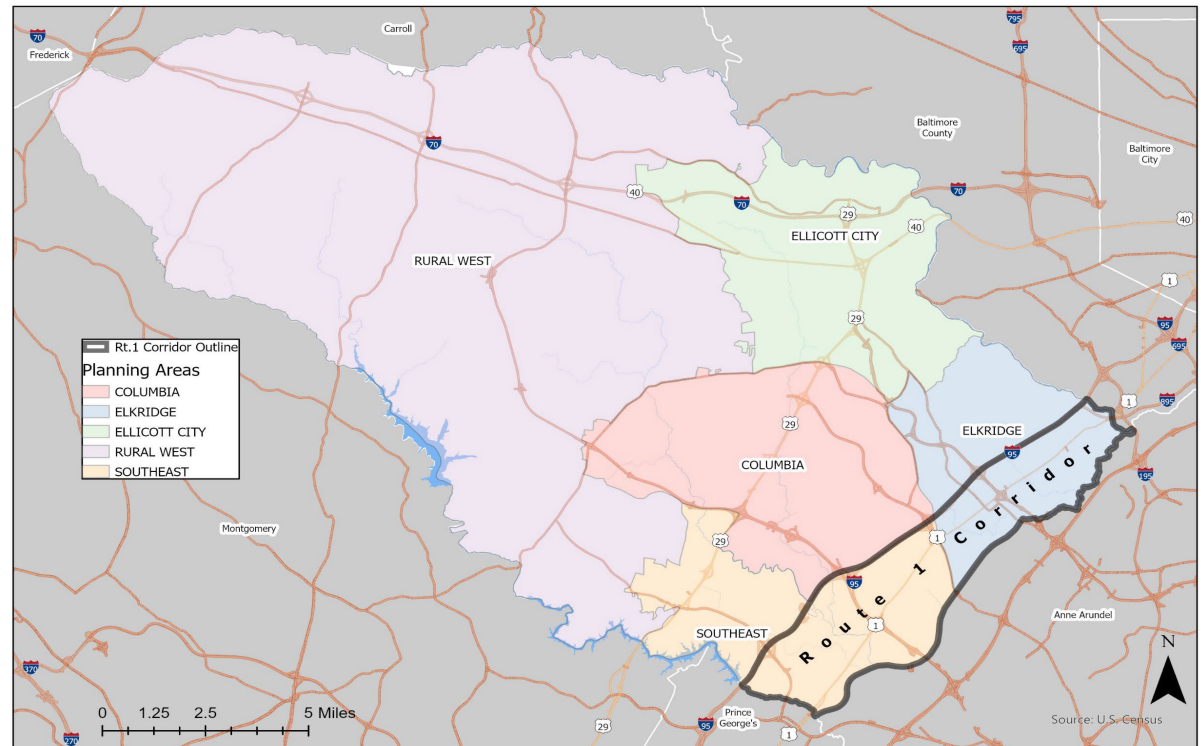 795
70
Carroll
Frederick
695
Baltimore
County
70
Baltimore
City
40
70
70
29
40
40
ELLICOTT CITY
RURAL WEST
1
29
95
Rt.1 Corridor Outline
Planning Areas
COLUMBIA
ELKRIDGE
ELLICOTT CITY
RURAL WEST
SOUTHEAST
695
1
895
29
ELKRIDGE
95
COLUMBIA
195
Montgomery
29
1
95
Route 1 Corridor
Anne Arundel
1
SOUTHEAST
N
370
0 1.25 2.5 5 Miles
Prince
George's
Source: U.S. Census
29
95
1
270